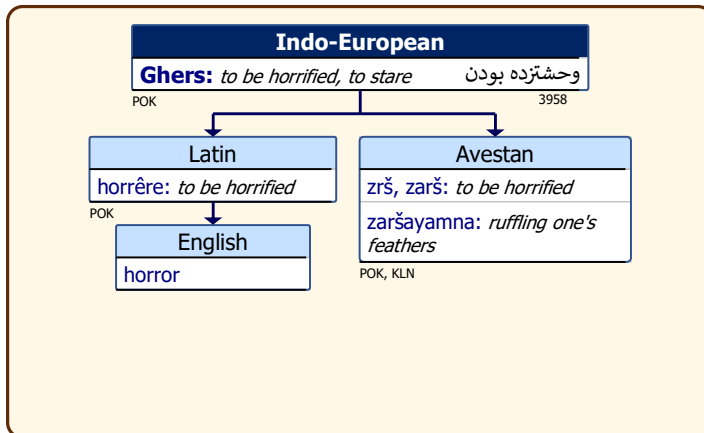 Indo-European
Ghers: to be horrified, to stare وحشتزده بودن
POK 3958
Latin
horrêre: to be horrified
POK
English
horror
Avestan
zrš, zarš: to be horrified
zaršayamna: ruffling one's
feathers
POK, KLN